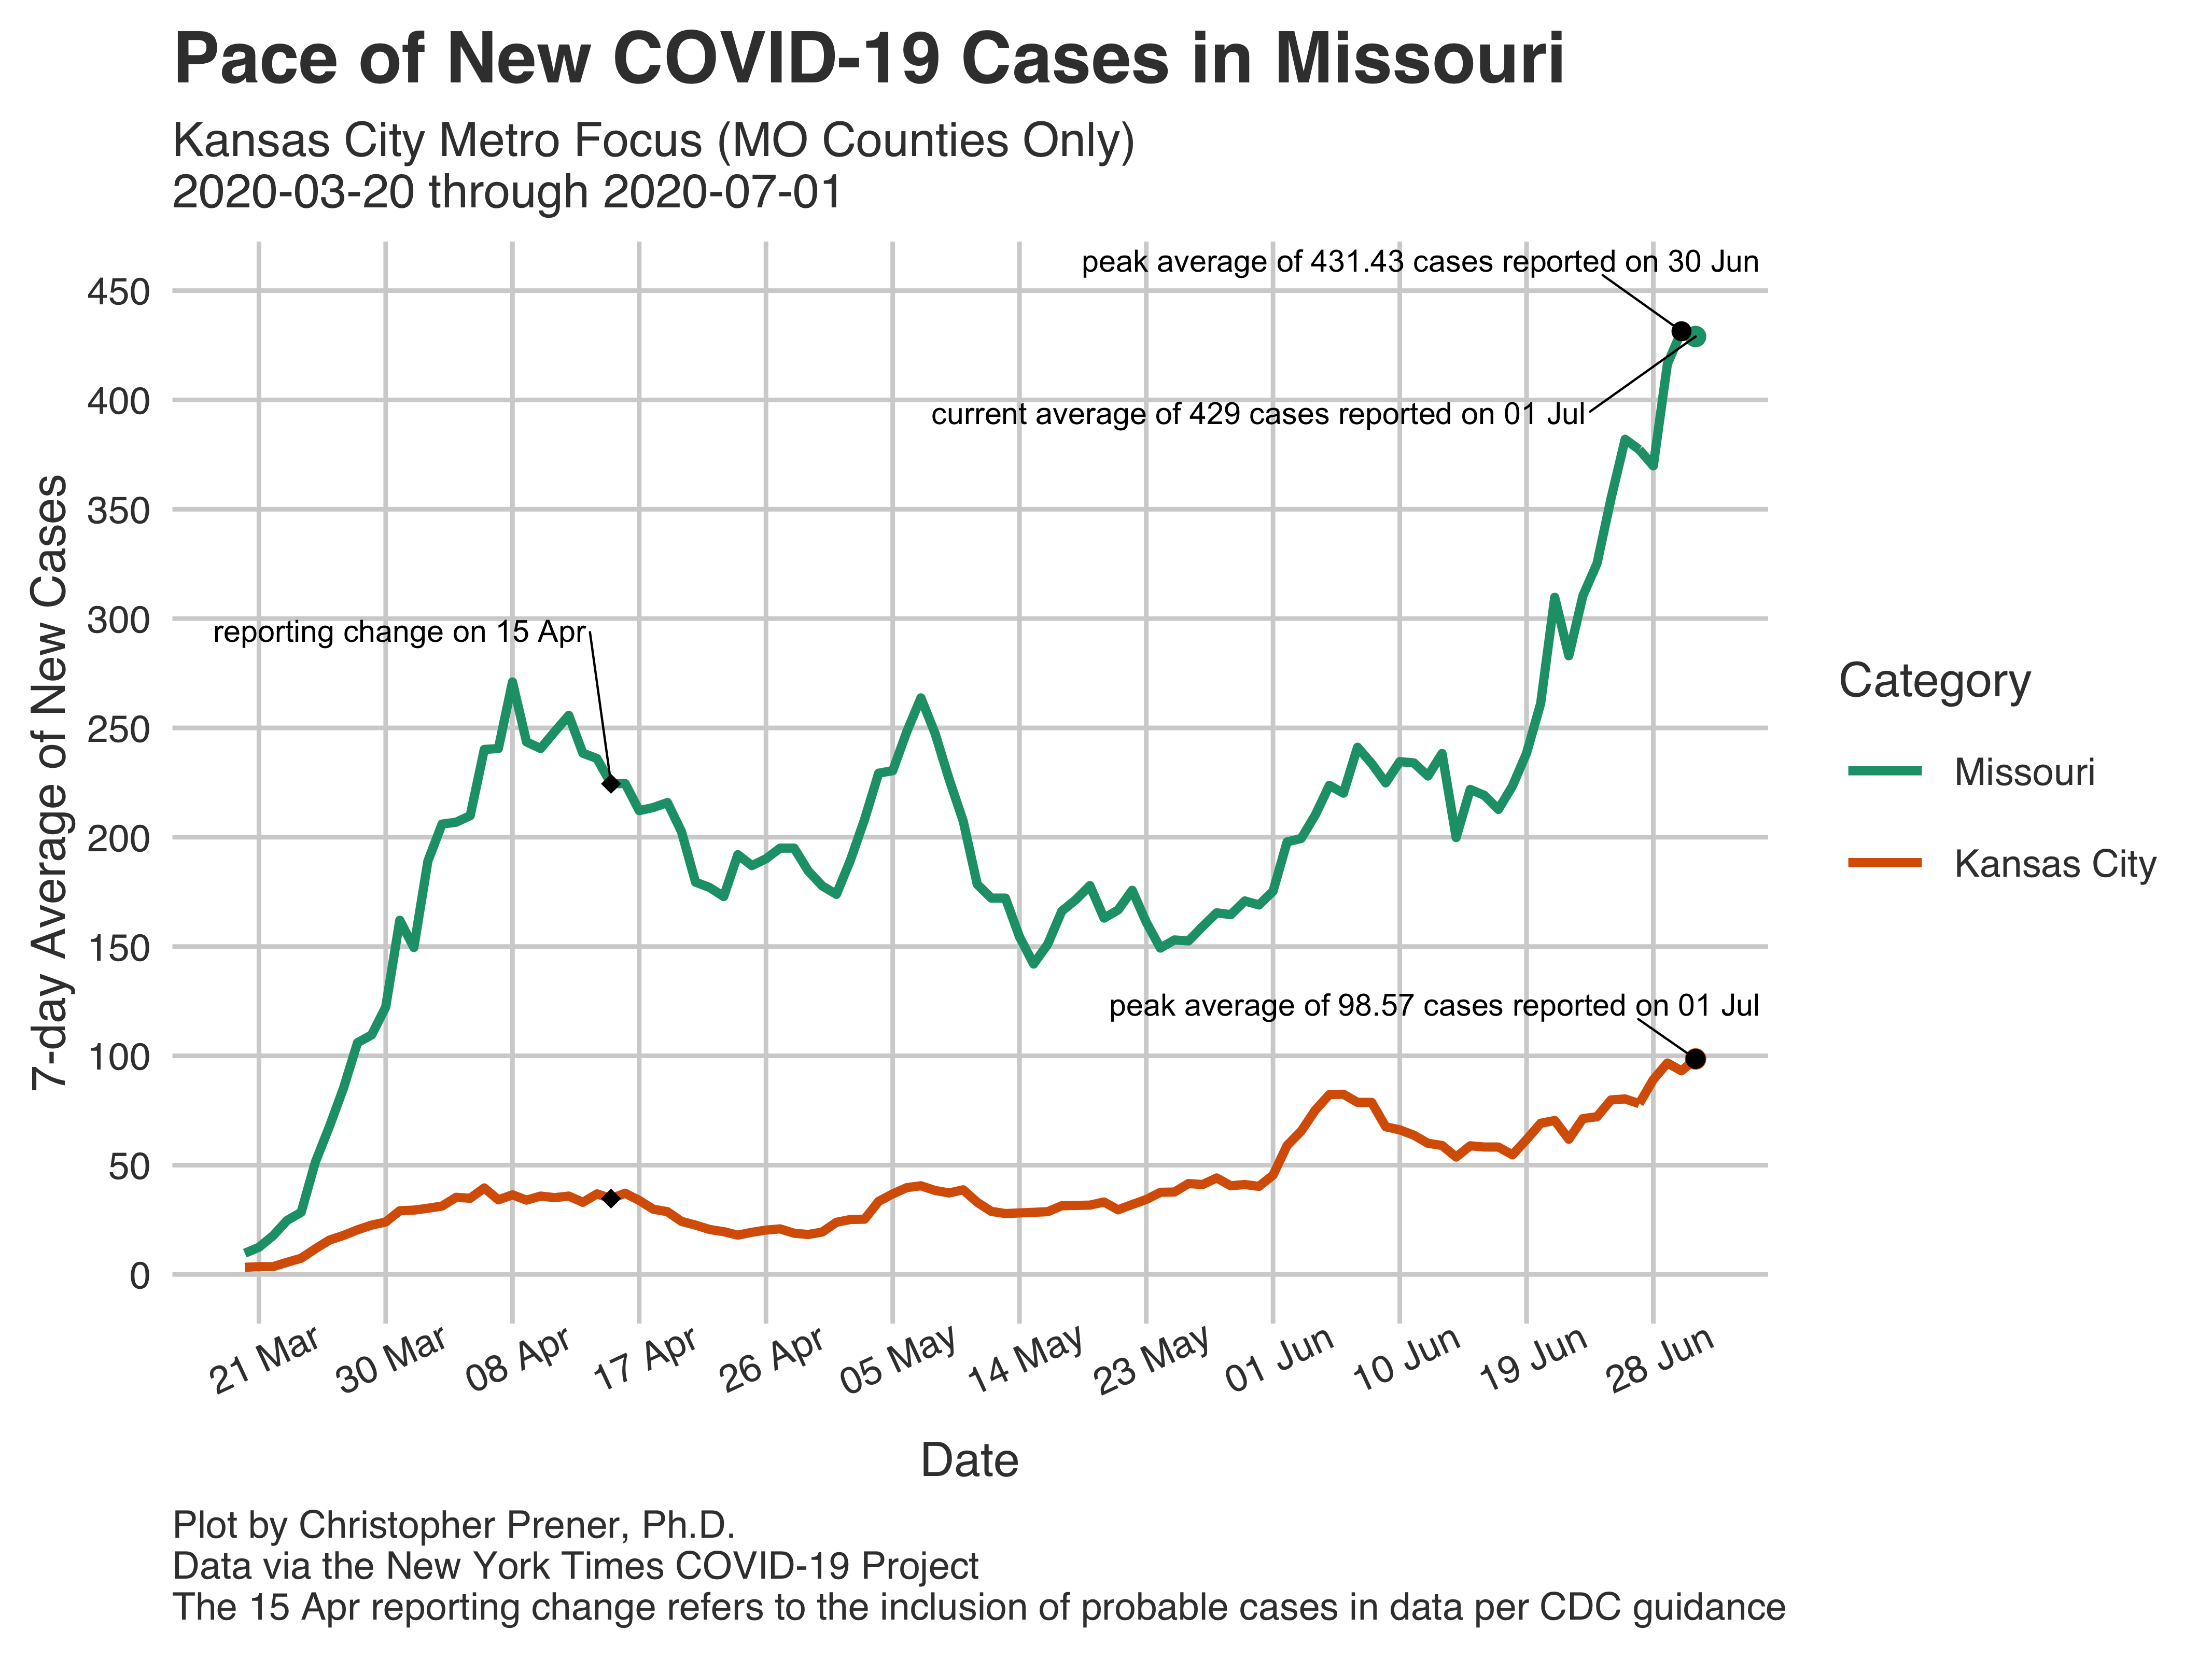 Pace of New COVID-19 Cases in Missouri
Kansas City Metro Focus (MO Counties Only)
2020-03-20 through 2020-07-01
peak average of 431.43 cases reported on 30 Jun
current average of 429 cases reported on 01 Jul
reporting change on 15 Apr
peak average of 98.57 cases reported on 01 Jul
7-day Average of New Cases
450
400
350
300
250
200
150
100
50
0
21 Mar
30 Mar
08 Apr
17 Apr
26 Apr
05 May
14 May
23 May
01 Jun
10 Jun
19 Jun
28 Jun
Date
Category
Missouri
Kansas City
Plot by Christopher Prener, Ph.D.
Data via the New York Times COVID-19 Project
The 15 Apr reporting change refers to the inclusion of probable cases in data per CDC guidance